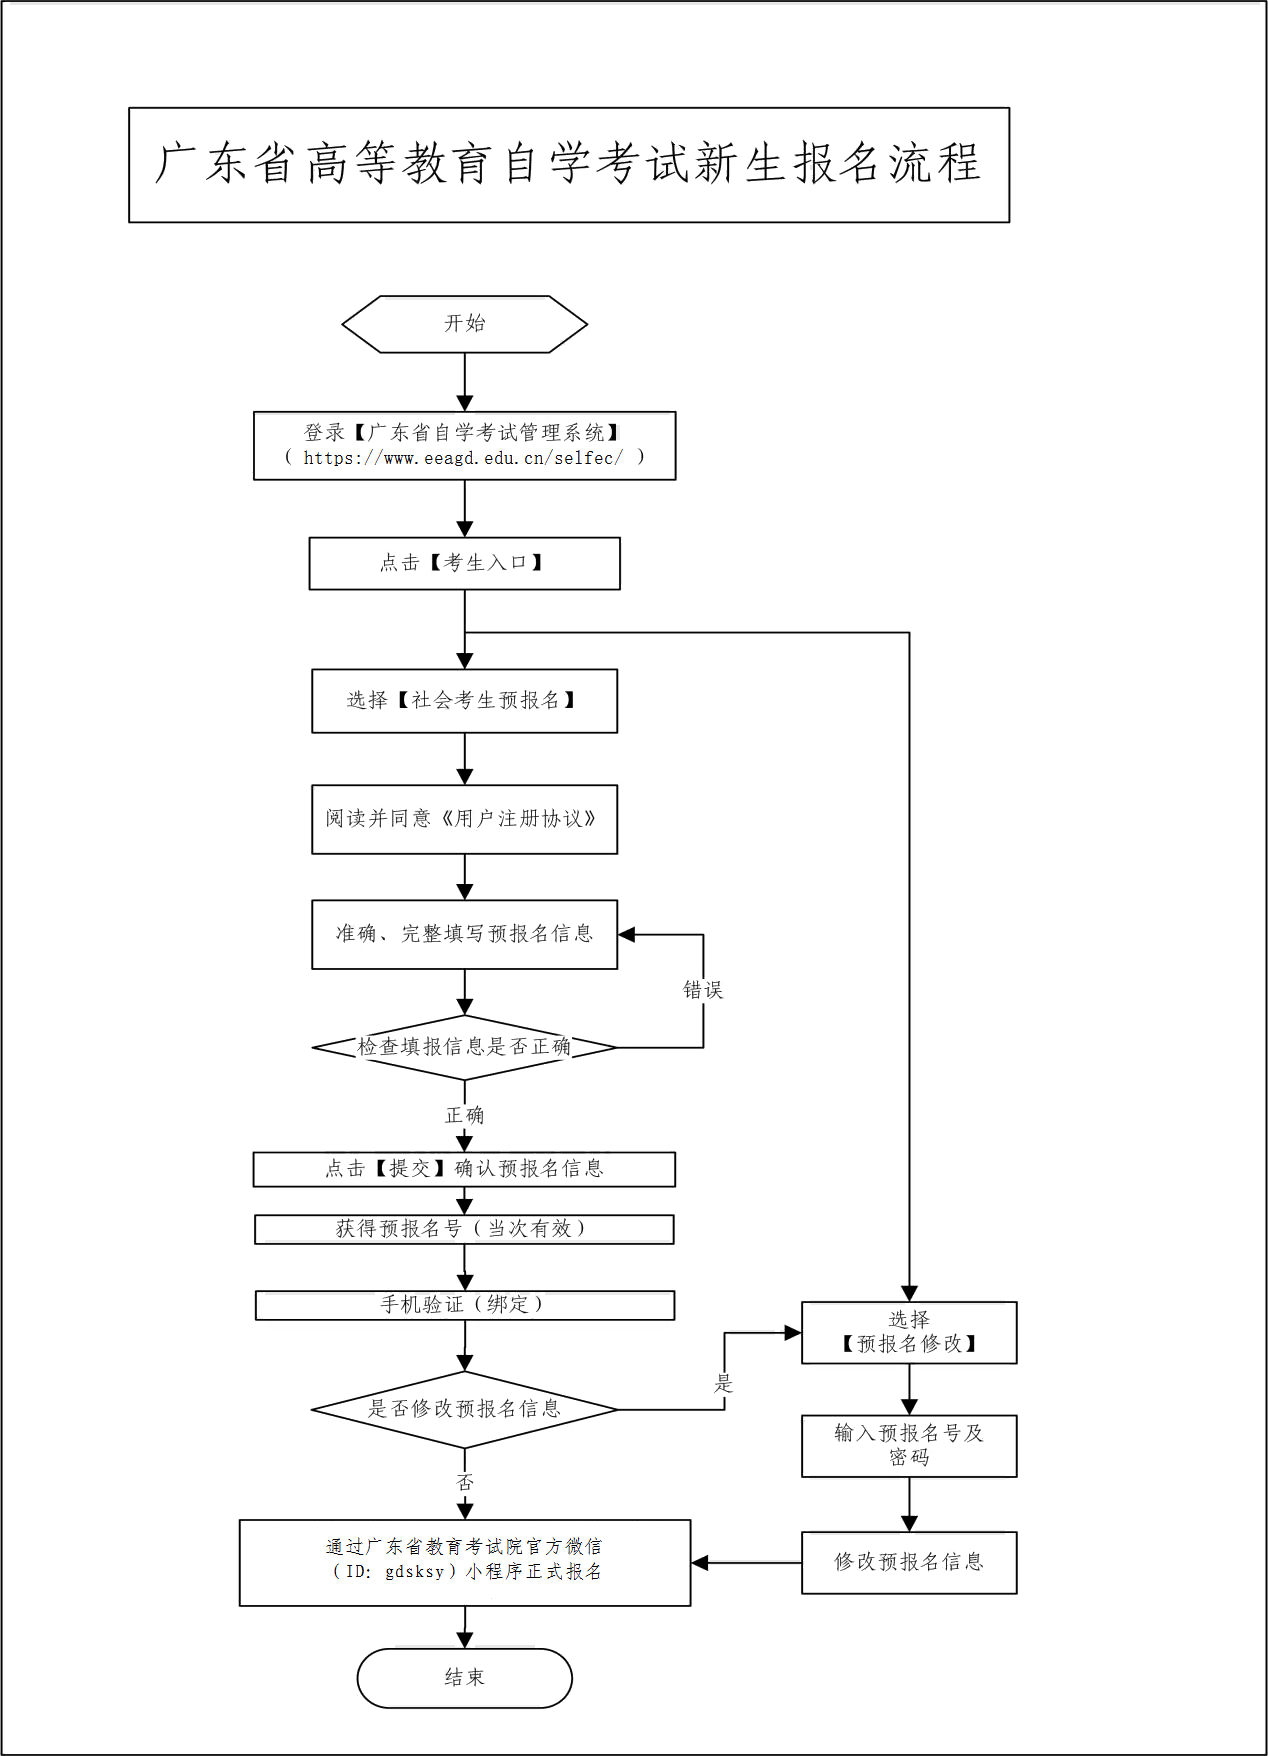 广东省高等教育自学考试新生报名流程
开始
登录【广东省自学考试管理系统】
（ https://www.eeagd.edu.cn/selfec/ ）
点击【考生入口】
选择【社会考生预报名】
阅读并同意《用户注册协议》
准确、完整填写预报名信息
错误
检查填报信息是否正确
正确
点击【提交】确认预报名信息
获得预报名号（当次有效）
手机验证（绑定）
选择
【预报名修改】
是
是否修改预报名信息
输入预报名号及
密码
否
通过广东省教育考试院官方微信
（ID: gdsksy）小程序正式报名
修改预报名信息
结束